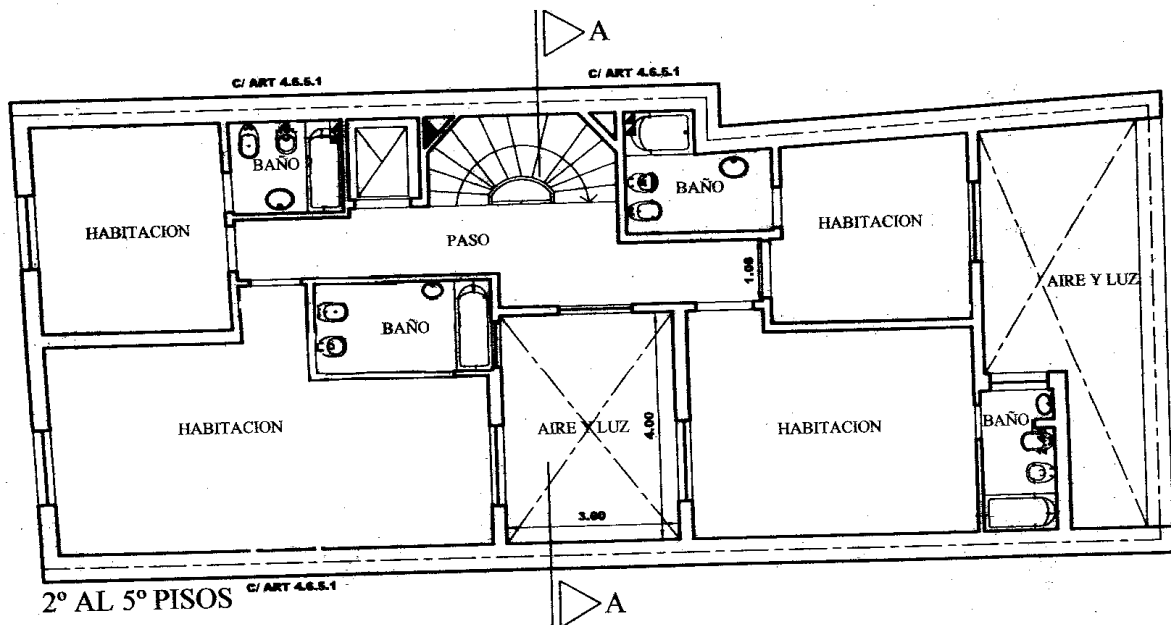 A
C/ ART 4.6.5.1
C/ ART 4.6.5.1
BAÑO
BAÑO
HABITACION
PASO
HABITACION
1.08
AIRE Y LUZ
BAÑO
HABITACION
AIRE Y LUZ
4.00
HABITACION
BAÑO
3.00
C/ ART 4.6.5.1
2º AL 5º PISOS
A